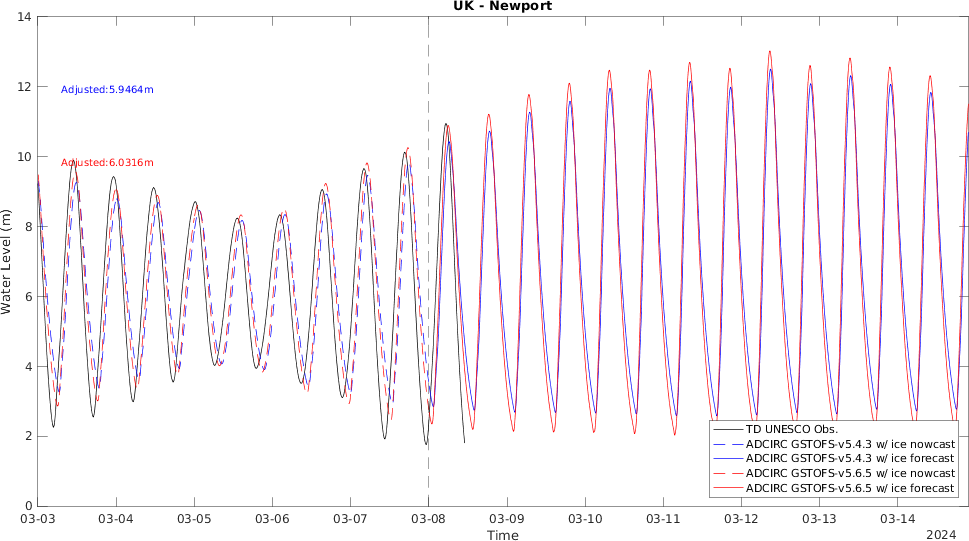 UK - Newport
14
12
10
8
6
4
2
0
Water Level (m)
Adjusted:5.9464m
Adjusted:6.0316m
TD UNESCO Obs.
ADCIRC GSTOFS-v5.4.3 w/ ice nowcast
ADCIRC GSTOFS-v5.4.3 w/ ice forecast
ADCIRC GSTOFS-v5.6.5 w/ ice nowcast
ADCIRC GSTOFS-v5.6.5 w/ ice forecast
03-03 03-04 03-05 03-06 03-07 03-08 03-09 03-10 03-11 03-12 03-13 03-14
Time
2024